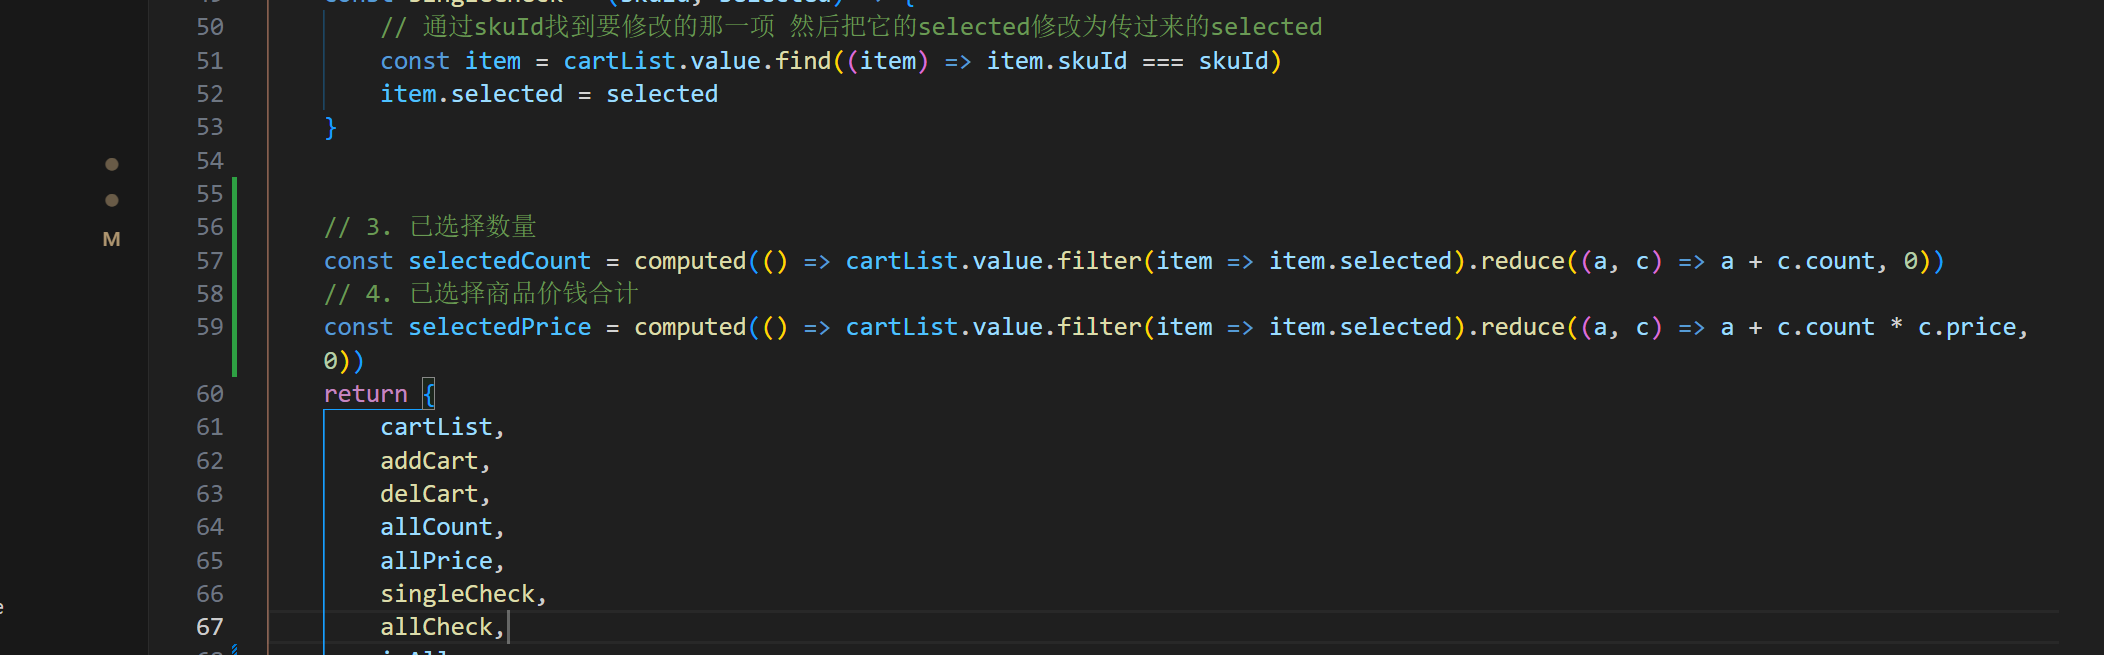 50 // 通过skuId找到要修改的那一项 然后把它的selected修改为传过来的selected
51 const item = cartList.value.find((item) => item.skuId === skuId)
52 item.selected = selected
53 }
54
55
56 // 3. 已选择数量
57 const selectedCount = computed(() => cartList.value.filter(item => item.selected).reduce((a, c) => a + c.count, 0))
58 // 4. 已选择商品价钱合计
59 const selectedPrice = computed(() => cartList.value.filter(item => item.selected).reduce((a, c) => a + c.count * c.price,
0))
M
60 return {
61 cartList,
62 addCart,
63 delCart,
64 allCount,
65 allPrice,
66 singleCheck,
67 allCheck,